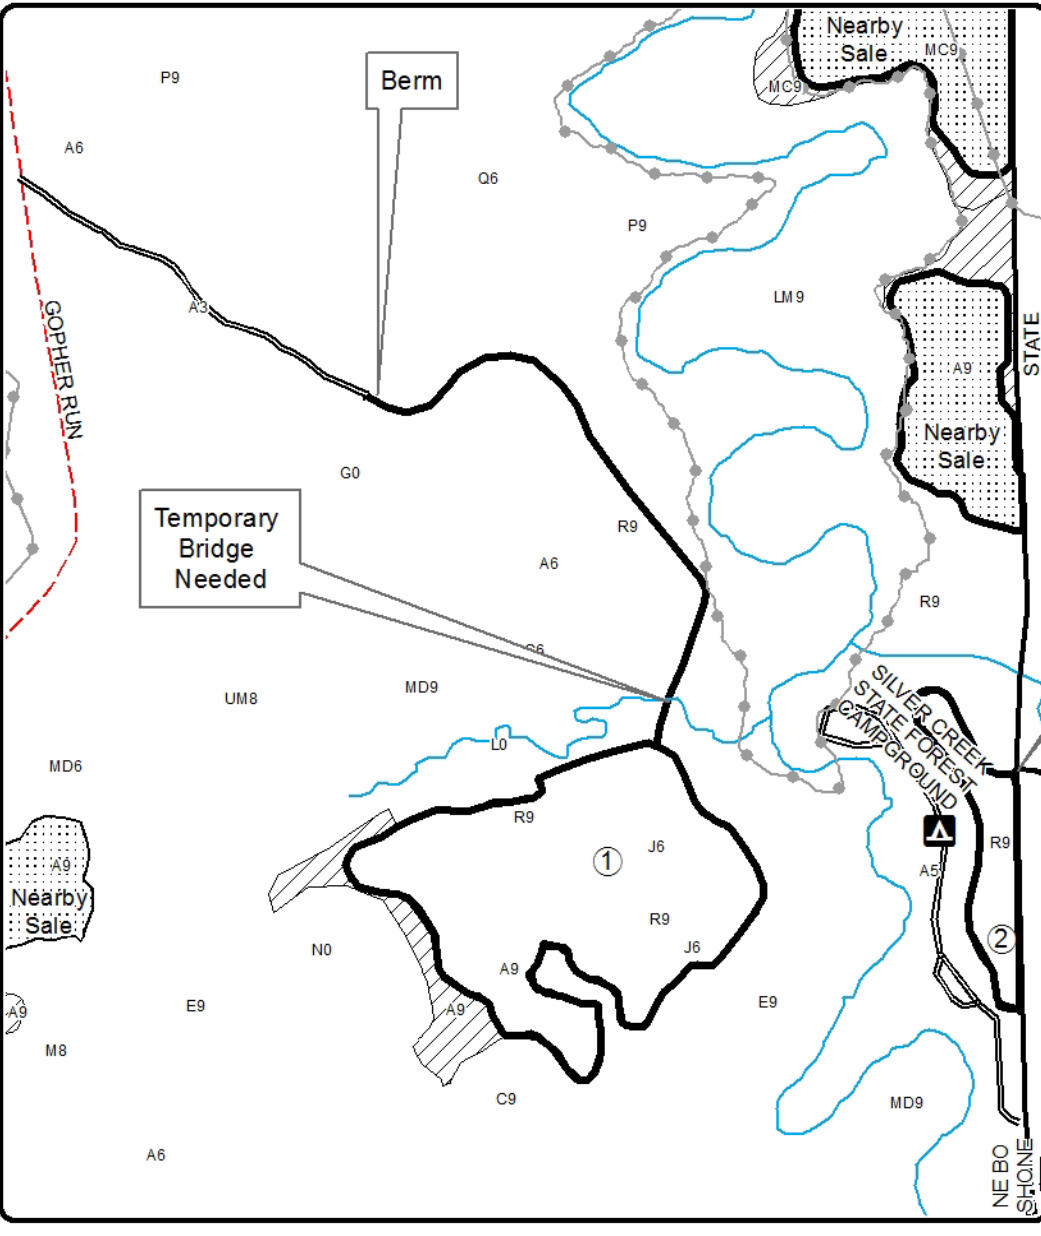 Nearby
Sale
MC9
P9
Berm
MC9
A6
Q6
P9
LM9
A3
GOPHER RUN
STATE
A9
Nearby
Sale
G0
Temporary
Bridge
Needed
R9
A6
R9
MD9
UM8
SILVER CREEK
STATE FOREST
CAMPGROUND
L0
MD6
R9
J6
R9
1
A9
A5
Nearby
Sale
R9
J6
2
N0
A9
E9
E9
A9
A9
M8
C9
MD9
A6
NE BO
SHONE